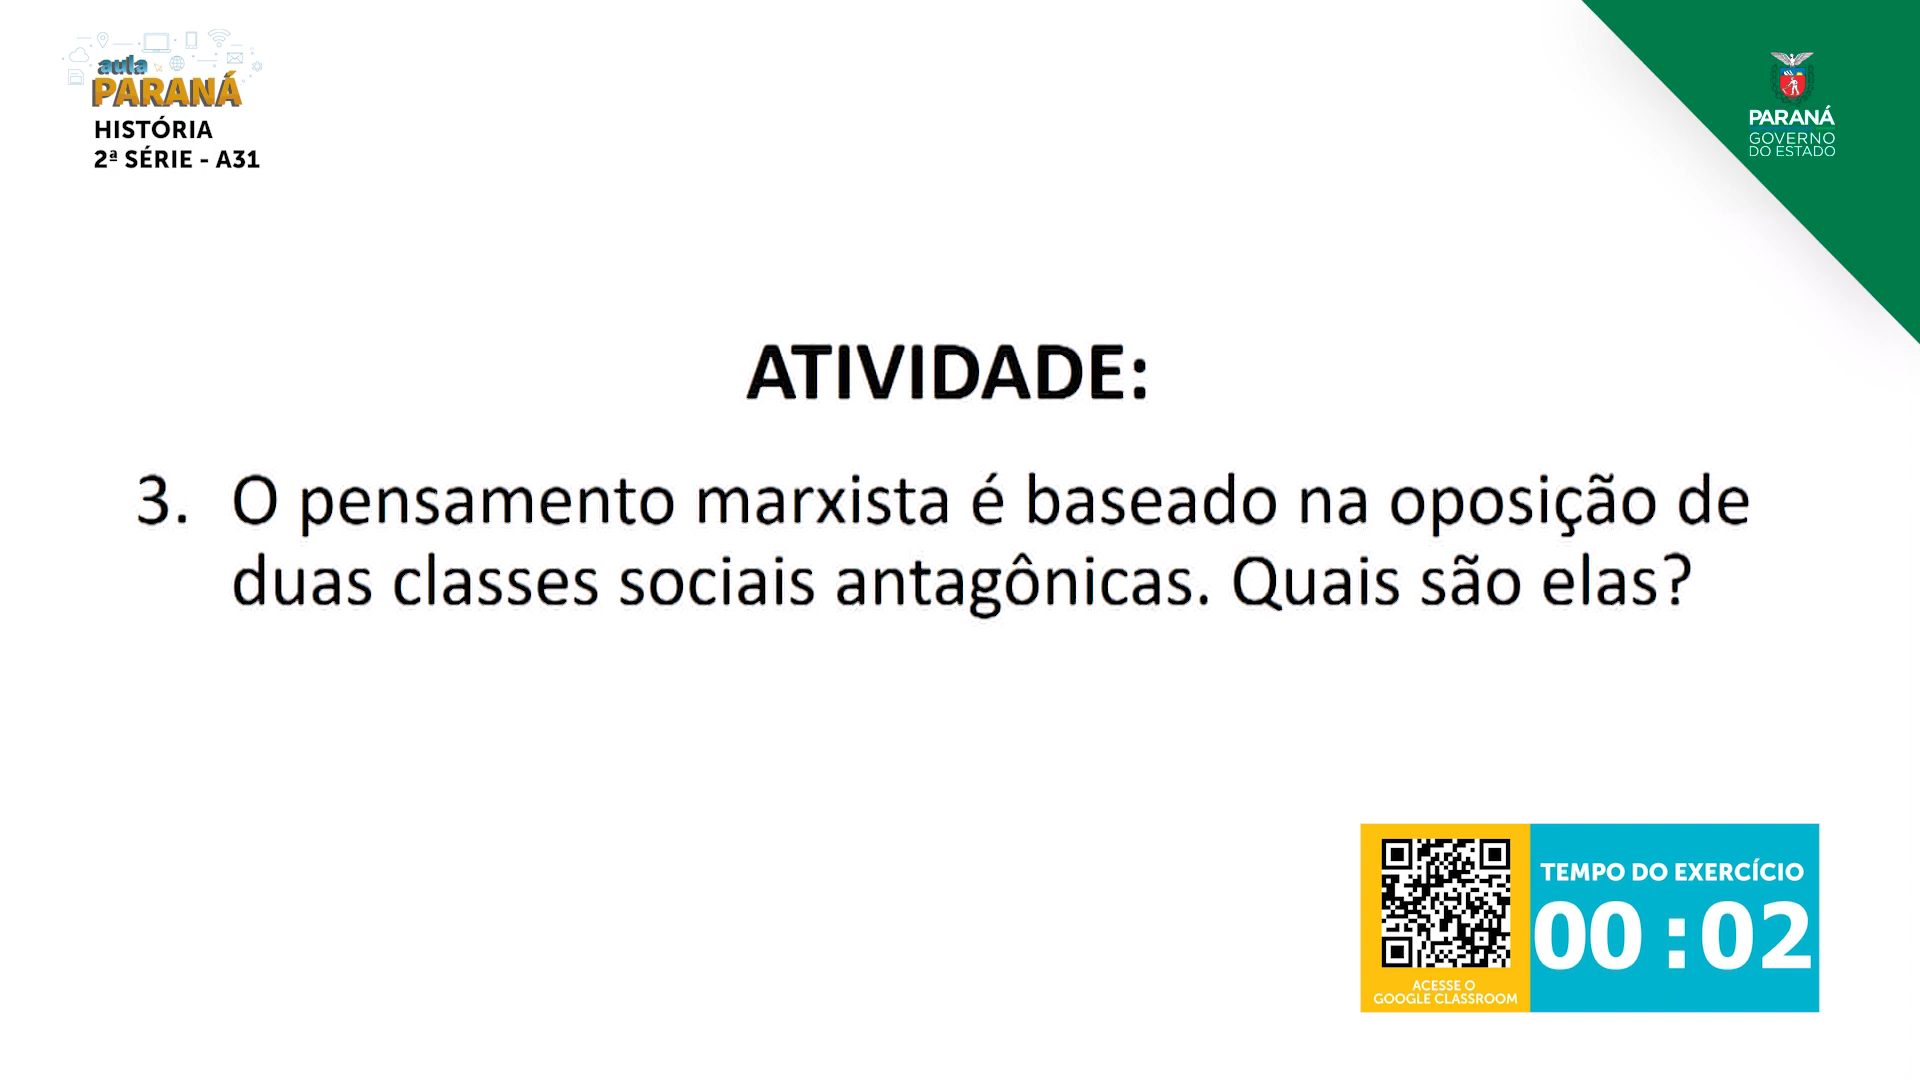 aula
PARANÁ
HISTÓRIA
2ª SÉRIE - A31
PARANÁ
GOVERNO
DO ESTADO
ATIVIDADE:
3. O pensamento marxista é baseado na oposição de
duas classes sociais antagônicas. Quais são elas?
TEMPO DO EXERCÍCIO
00:02
ACESSE O
GOOGLE CLASSROOM